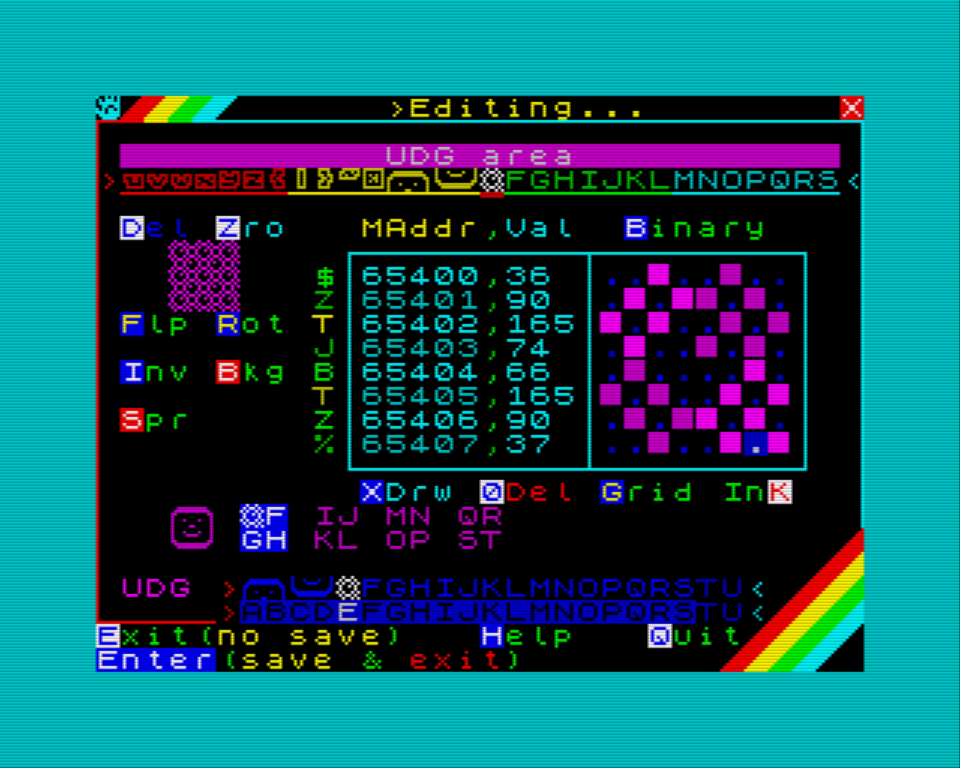 >Editing... X
UDG area
> FGHIJKLMNOPQRS <
Del Zro MAddr,Val Binary
$ 65400,36
Z 65401,90
Flp Rot T 65402,165
J 65403,74
Inv Bkg B 65404,66
T 65405,165
Spr Z 65406,90
% 65407,37
XDrw 0Del Grid InK
F IJ MN QR
GH KL OP ST
UDG > FGHIJKLMNOPQRSTU <
>ABCDEFGHIJKLMNOPQRSTU<
Exit(no save) Help Quit
Enter(save & exit)